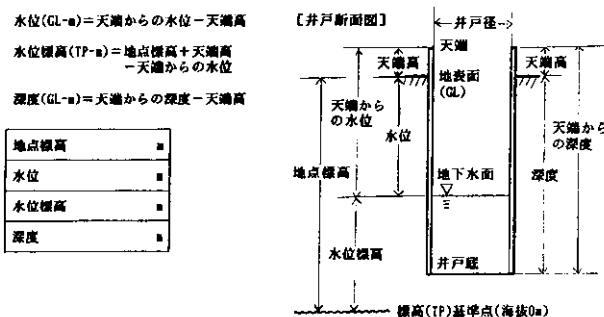 水位(GL-m)=天端からの水位-天端高
水位標高(TP-m)=地点標高+天端高
-天端からの水位
深度(GL-m)=天端からの深度-天端高
地点標高 m
水位 m
水位標高 m
深度 m
[井戸断面図]
井戸径
天端
天端高
地表面
(GL)
天端高
天端から
の水位
水位
地点標高
天端から
の深度
深度
地下水面
水位標高
井戸底
標高(TP)基準点(海抜0m)